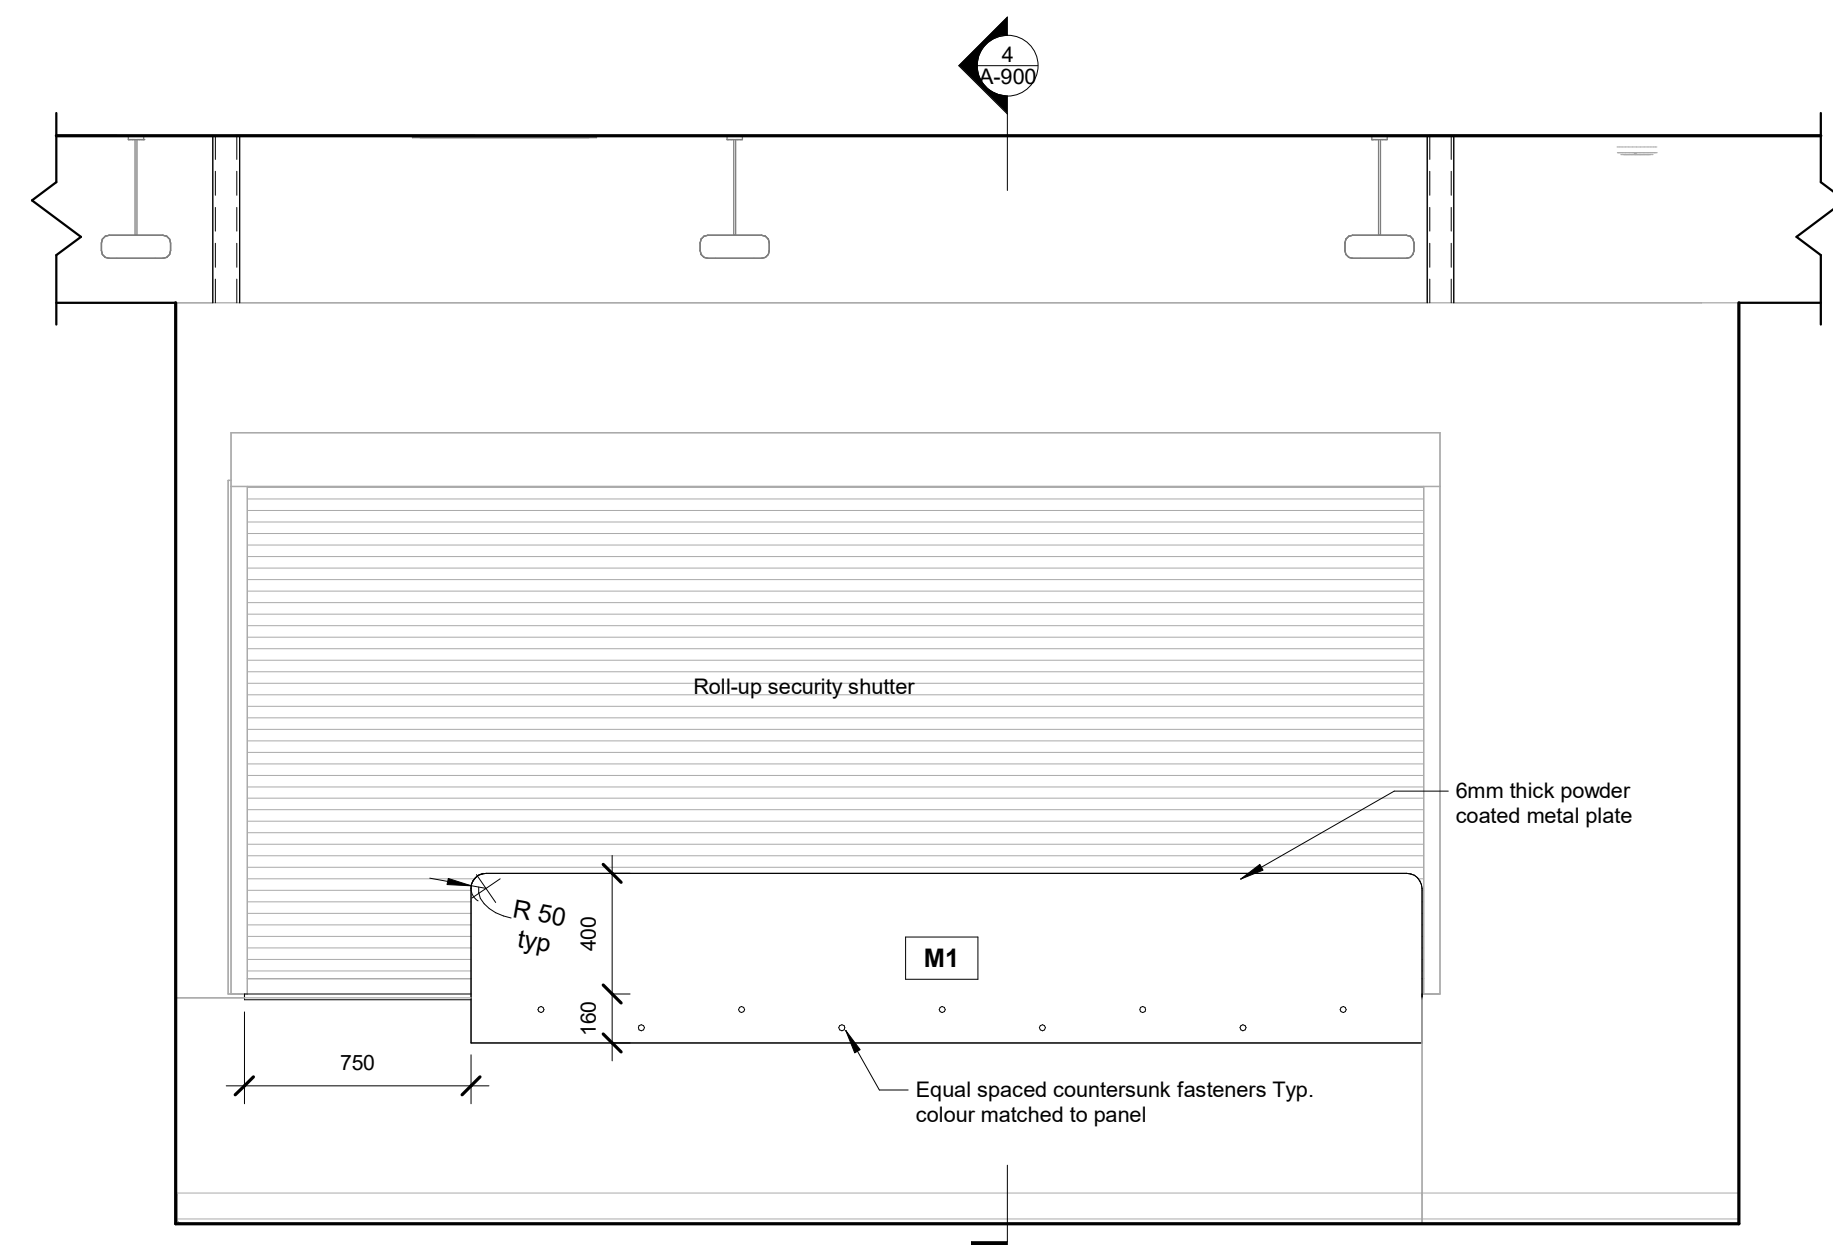 4
A-900
Roll-up security shutter
6mm thick powder
coated metal plate
R 50
typ
400
M1
160
750
Equal spaced countersunk fasteners Typ.
colour matched to panel